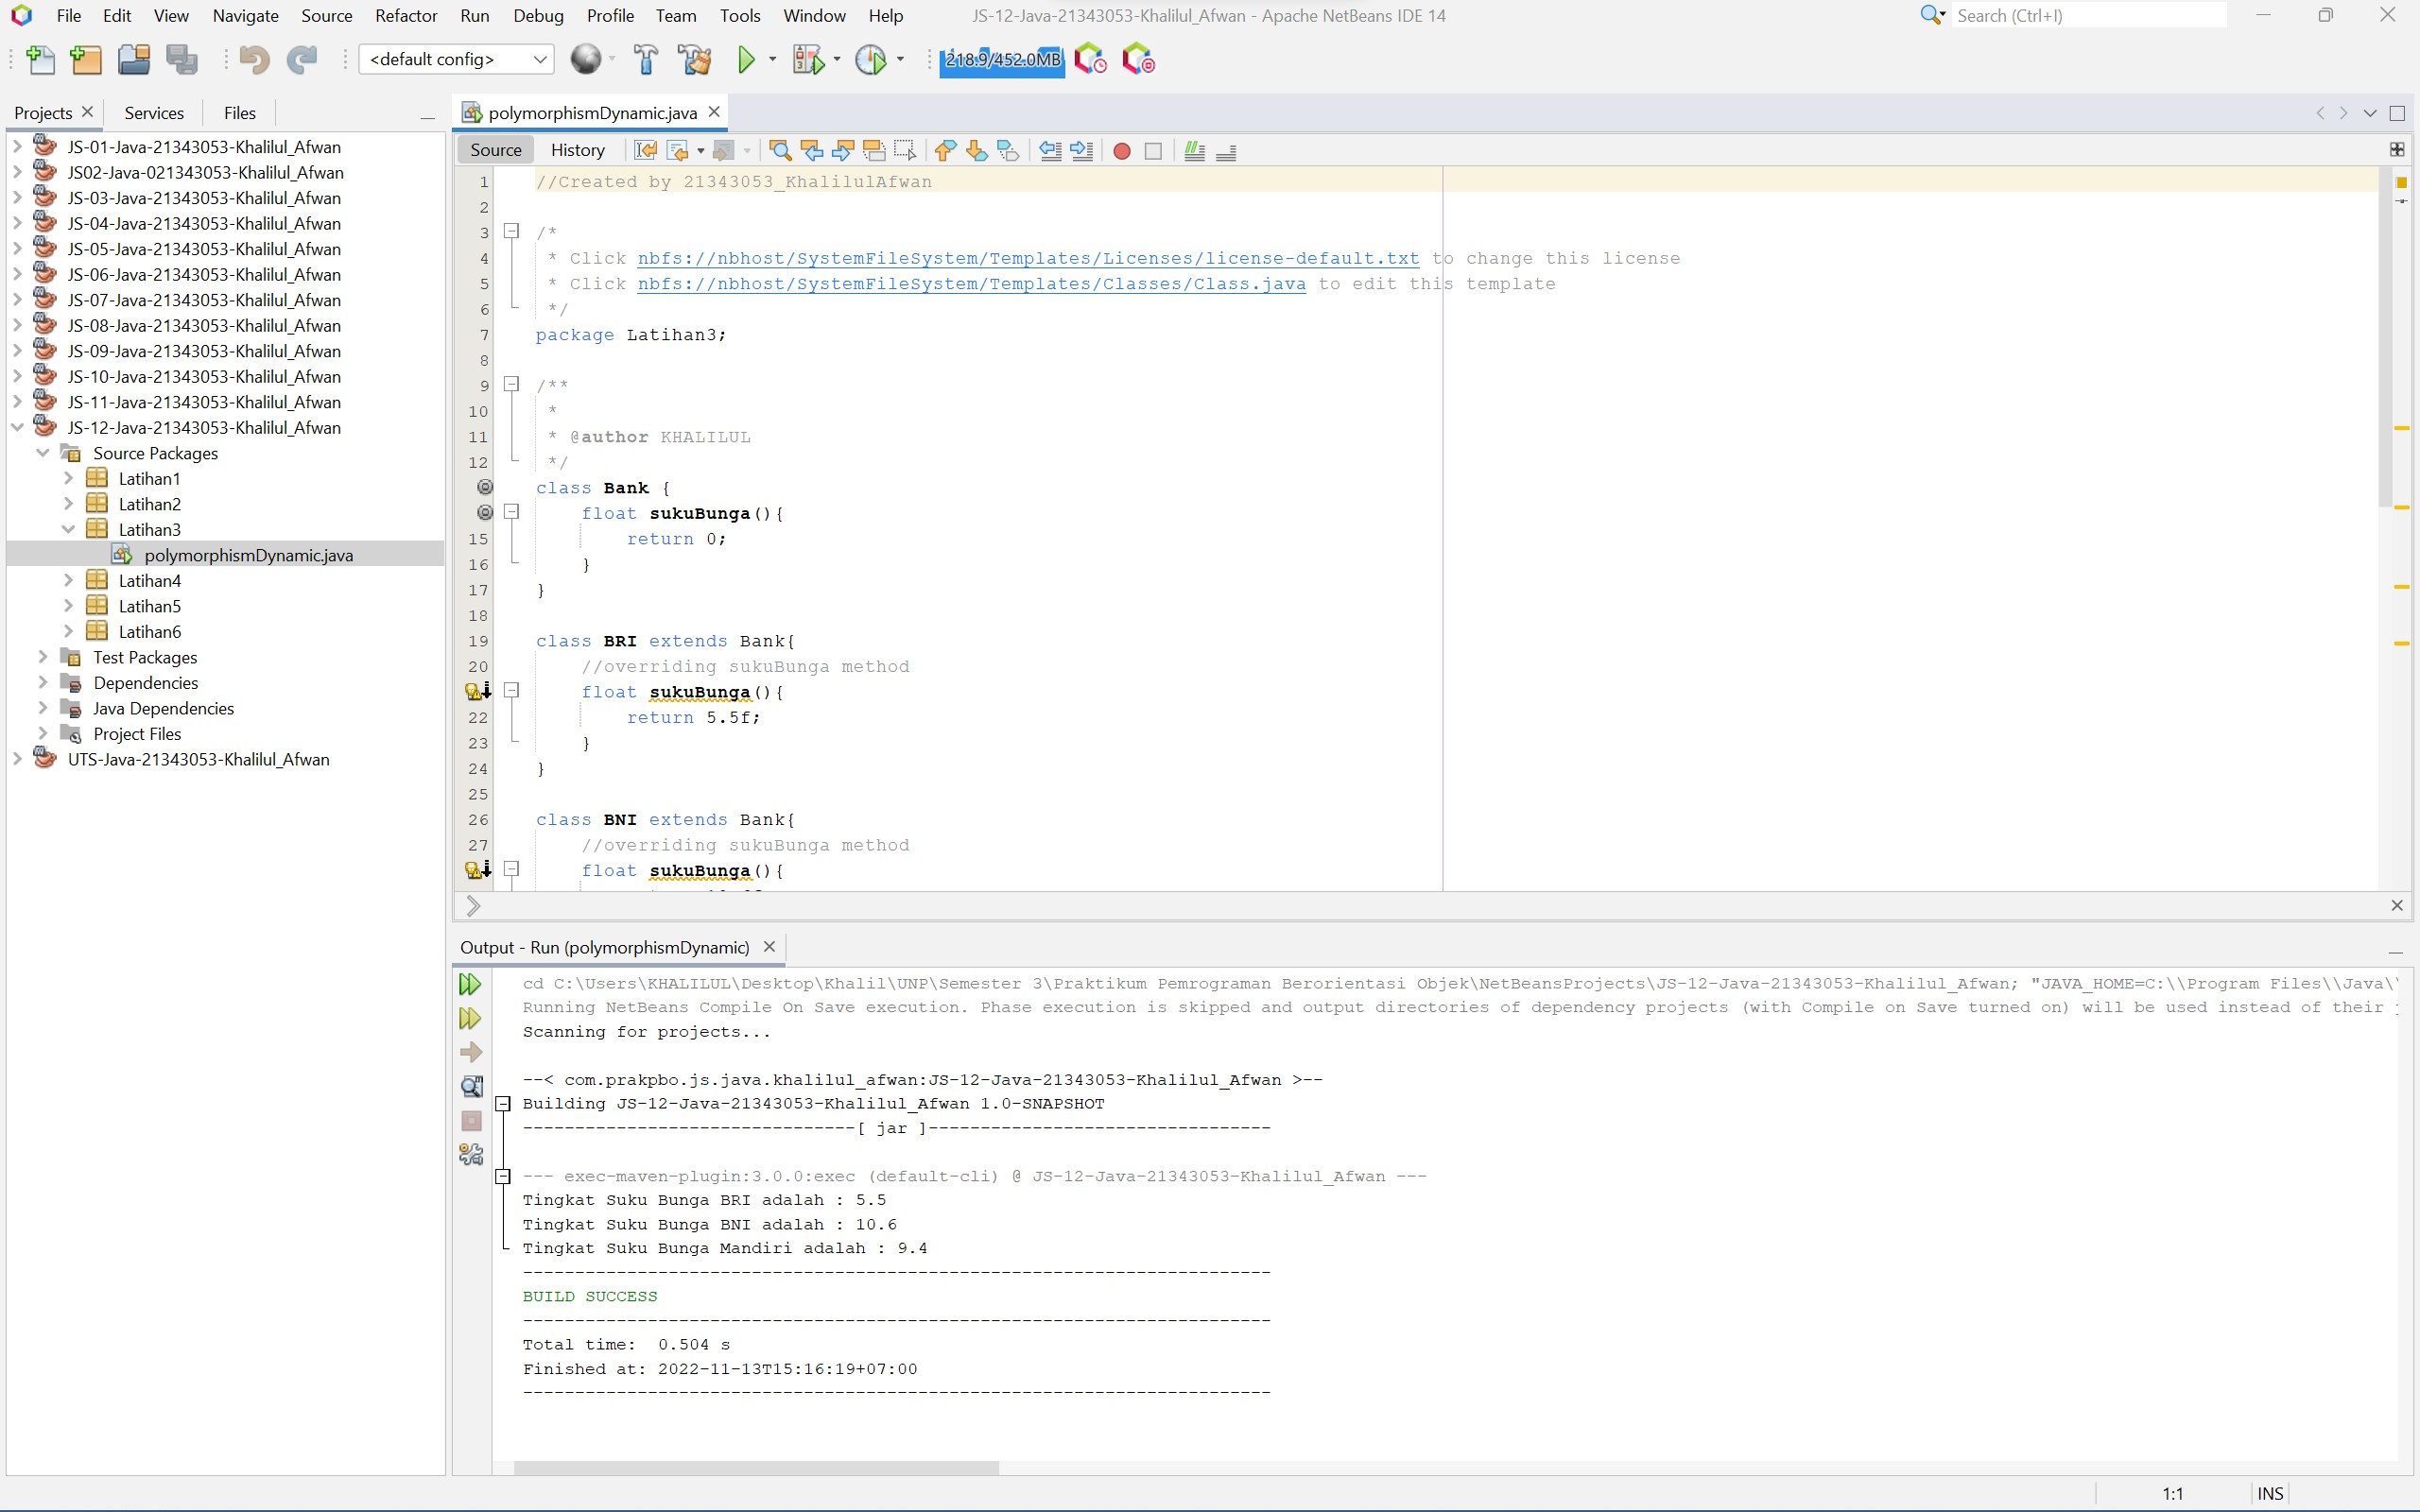 File Edit View Navigate Source Refactor Run Debug Profile Team Tools Window Help JS-12-Java-21343053-Khalilul_Afwan - Apache NetBeans IDE 14 Search (Ctrl+I)
<default config> 218.9/452.0MB
Projects Services Files
JS-01-Java-21343053-Khalilul_Afwan
JS02-Java-021343053-Khalilul_Afwan
JS-03-Java-21343053-Khalilul_Afwan
JS-04-Java-21343053-Khalilul_Afwan
JS-05-Java-21343053-Khalilul_Afwan
JS-06-Java-21343053-Khalilul_Afwan
JS-07-Java-21343053-Khalilul_Afwan
JS-08-Java-21343053-Khalilul_Afwan
JS-09-Java-21343053-Khalilul_Afwan
JS-10-Java-21343053-Khalilul_Afwan
JS-11-Java-21343053-Khalilul_Afwan
JS-12-Java-21343053-Khalilul_Afwan
Source Packages
Latihan1
Latihan2
Latihan3
polymorphismDynamic.java
Latihan4
Latihan5
Latihan6
Test Packages
Dependencies
Java Dependencies
Project Files
UTS-Java-21343053-Khalilul_Afwan
polymorphismDynamic.java
Source History
1 //Created by 21343053_KhalilulAfwan
2
3 /*
4 * Click nbfs://nbhost/SystemFileSystem/Templates/Licenses/license-default.txt to change this license
5 * Click nbfs://nbhost/SystemFileSystem/Templates/Classes/Class.java to edit this template
6 */
7 package Latihan3;
8
9 /**
10 *
11 * @author KHALILUL
12 */
class Bank {
float sukuBunga(){
15 return 0;
16 }
17 }
18
19 class BRI extends Bank{
20 //overriding sukuBunga method
float sukuBunga(){
22 return 5.5f;
23 }
24 }
25
26 class BNI extends Bank{
27 //overriding sukuBunga method
float sukuBunga(){
Output - Run (polymorphismDynamic)
cd C:\Users\KHALILUL\Desktop\Khalil\UNP\Semester 3\Praktikum Pemrograman Berorientasi Objek\NetBeansProjects\JS-12-Java-21343053-Khalilul_Afwan; "JAVA_HOME=C:\\Program Files\\Java\\
Running NetBeans Compile On Save execution. Phase execution is skipped and output directories of dependency projects (with Compile on Save turned on) will be used instead of their
Scanning for projects...
--< com.prakpbo.js.java.khalilul_afwan:JS-12-Java-21343053-Khalilul_Afwan >--
Building JS-12-Java-21343053-Khalilul_Afwan 1.0-SNAPSHOT
--------------------------------[ jar ]---------------------------------
--- exec-maven-plugin:3.0.0:exec (default-cli) @ JS-12-Java-21343053-Khalilul_Afwan ---
Tingkat Suku Bunga BRI adalah : 5.5
Tingkat Suku Bunga BNI adalah : 10.6
Tingkat Suku Bunga Mandiri adalah : 9.4
------------------------------------------------------------------------
BUILD SUCCESS
------------------------------------------------------------------------
Total time:  0.504 s
Finished at: 2022-11-13T15:16:19+07:00
------------------------------------------------------------------------
1:1 INS